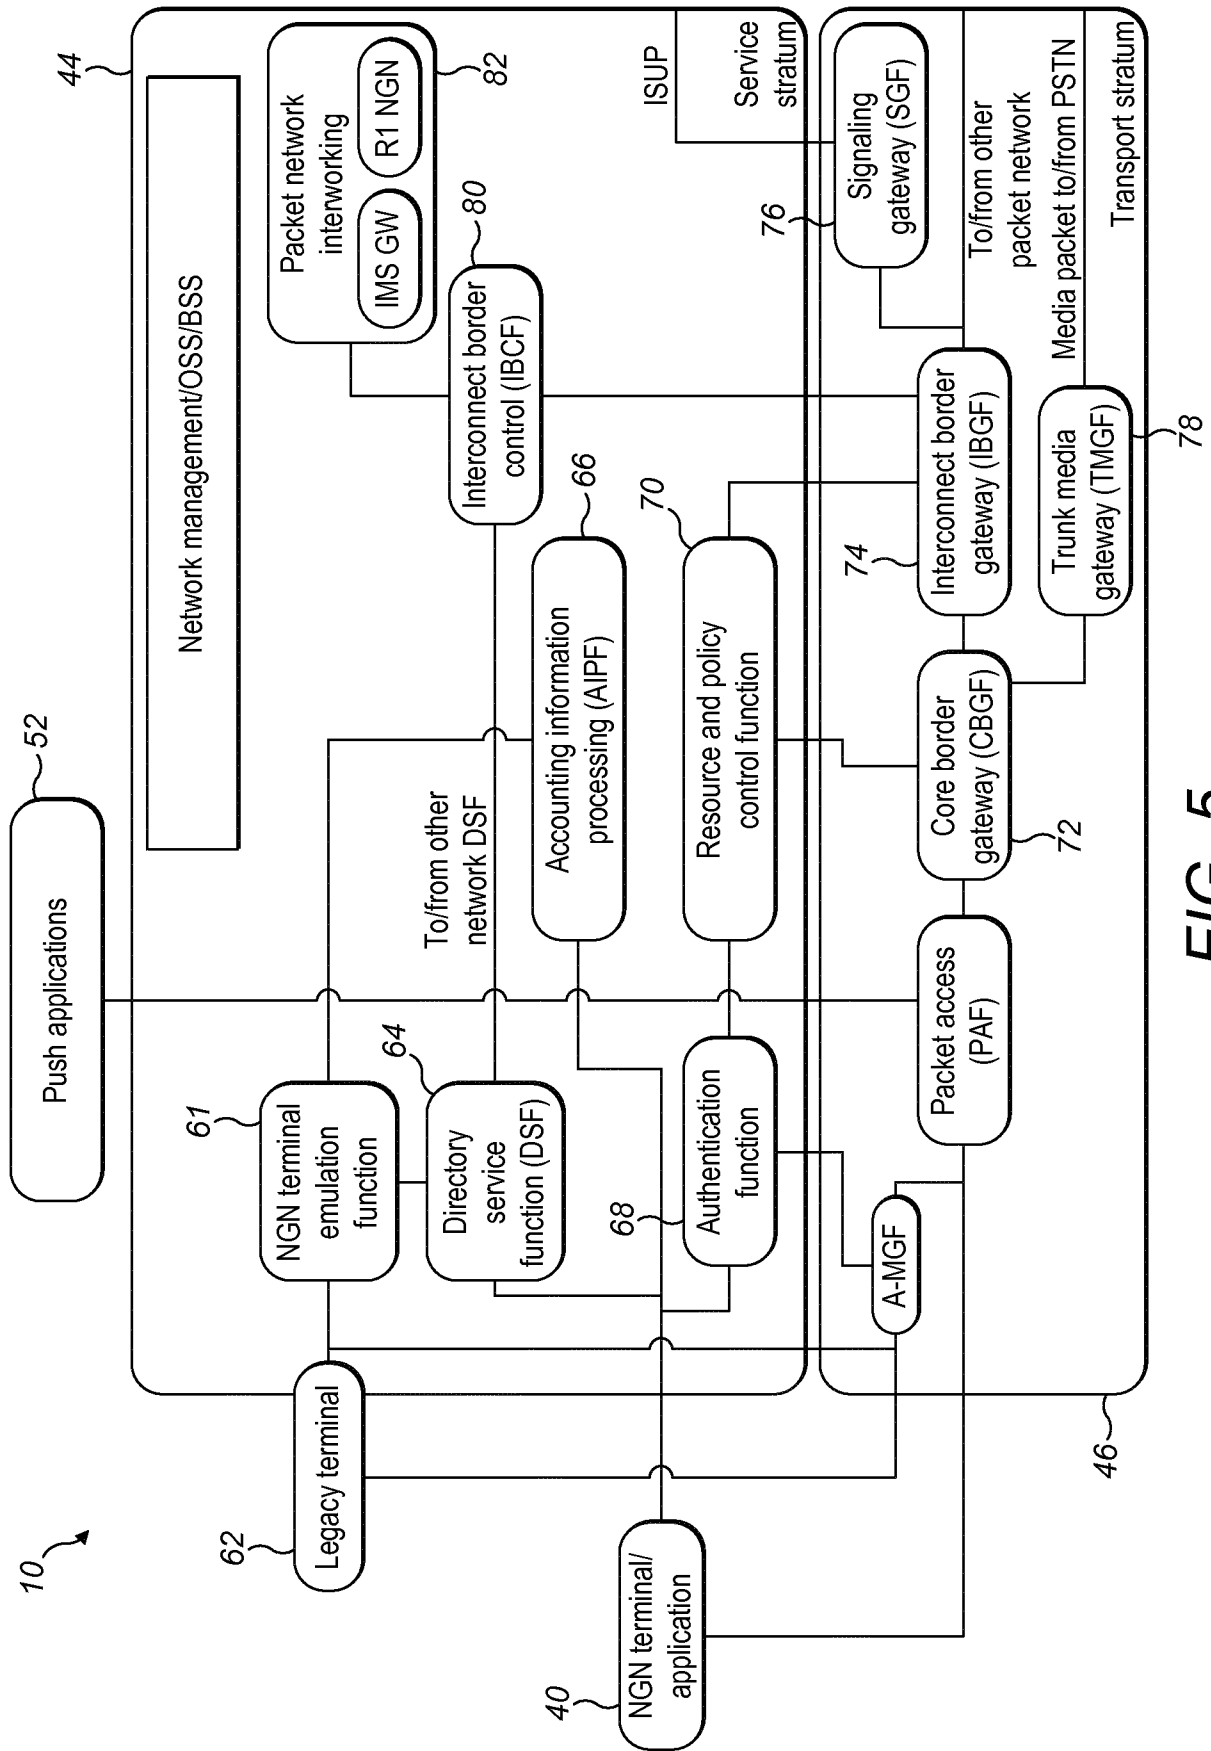 10
Push applications
52
44
Network management/OSS/BSS
62
Legacy terminal
61
NGN terminal
emulation
function
Packet network
interworking
IMS GW
R1 NGN
82
64
Directory
service
function (DSF)
To/from other
network DSF
Interconnect border
control (IBCF)
80
Accounting information
processing (AIPF)
66
40
NGN terminal/
application
68
Authentication
function
Resource and policy
control function
70
ISUP
Service
stratum
A-MGF
Packet access
(PAF)
Core border
gateway (CBGF)
72
74
Interconnect border
gateway (IBGF)
76
Signaling
gateway (SGF)
To/from other
packet network
Trunk media
gateway (TMGF)
78
Media packet to/from PSTN
Transport stratum
46
FIG. 5